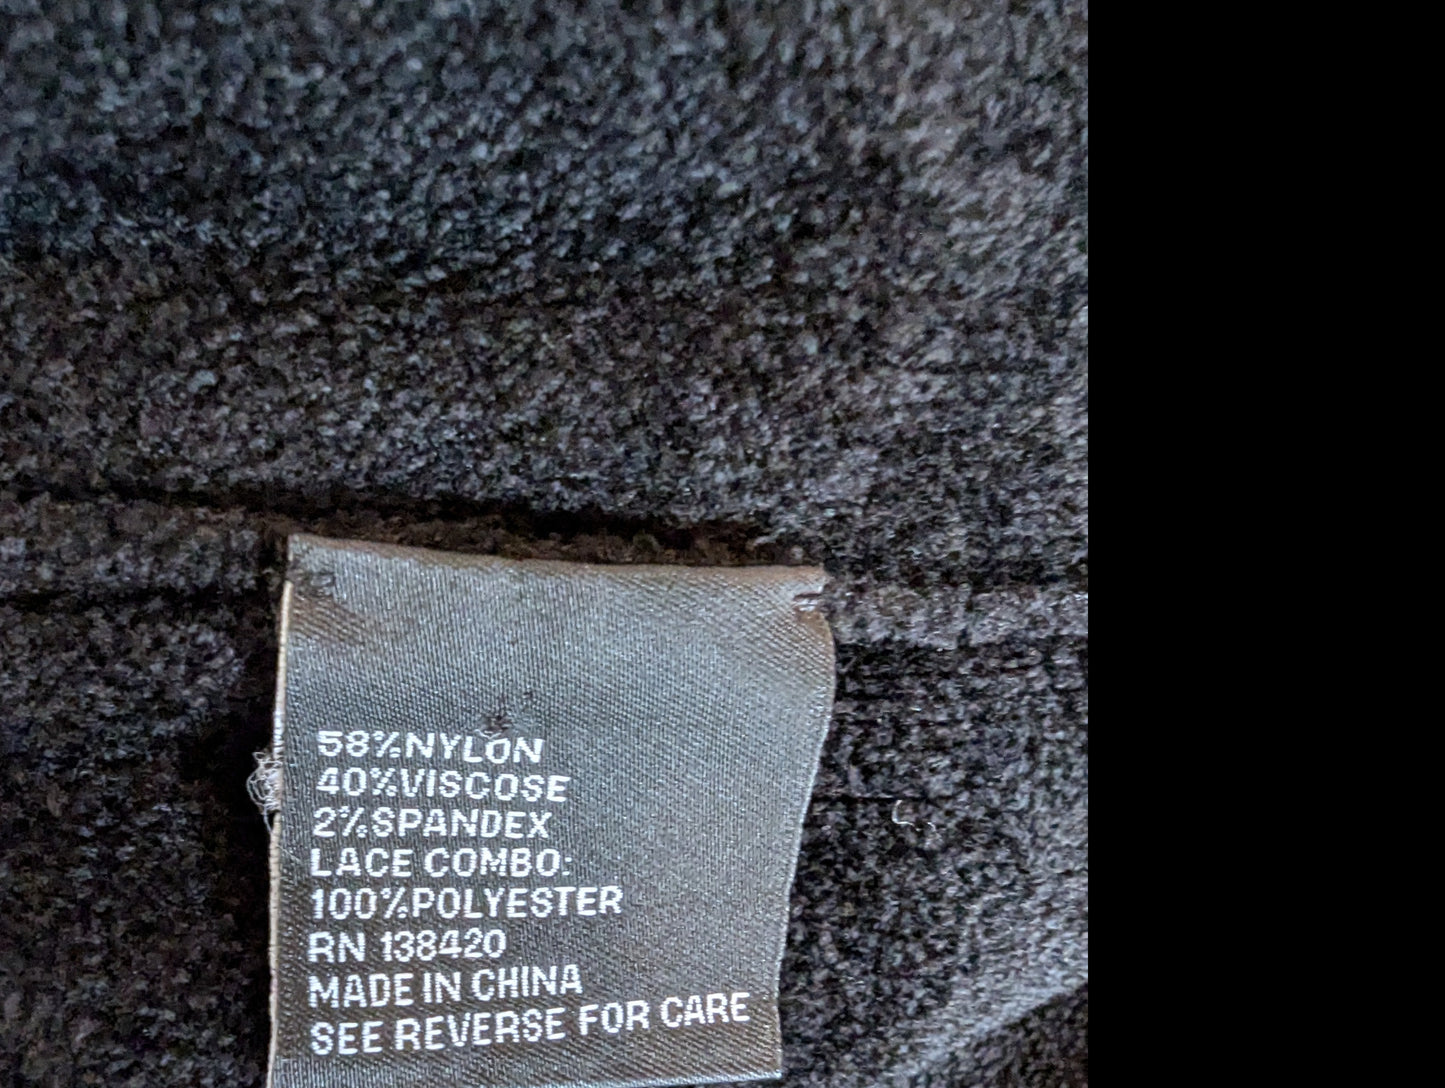 58%NYLON
40%VISCOSE
2%SPANDEX
LACE COMBO:
100%POLYESTER
RN 138420
MADE IN CHINA
SEE REVERSE FOR CARE